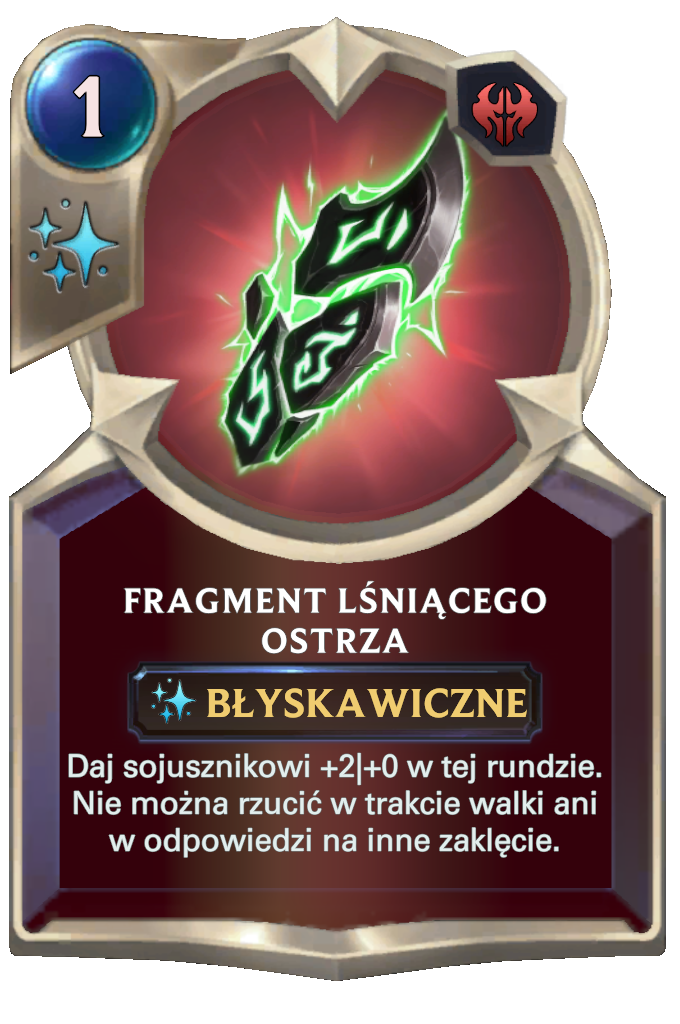 1
FRAGMENT LŚNIĄCEGO
OSTRZA
BŁYSKAWICZNE
Daj sojusznikowi +2|+0 w tej rundzie.
Nie można rzucić w trakcie walki ani
w odpowiedzi na inne zaklęcie.